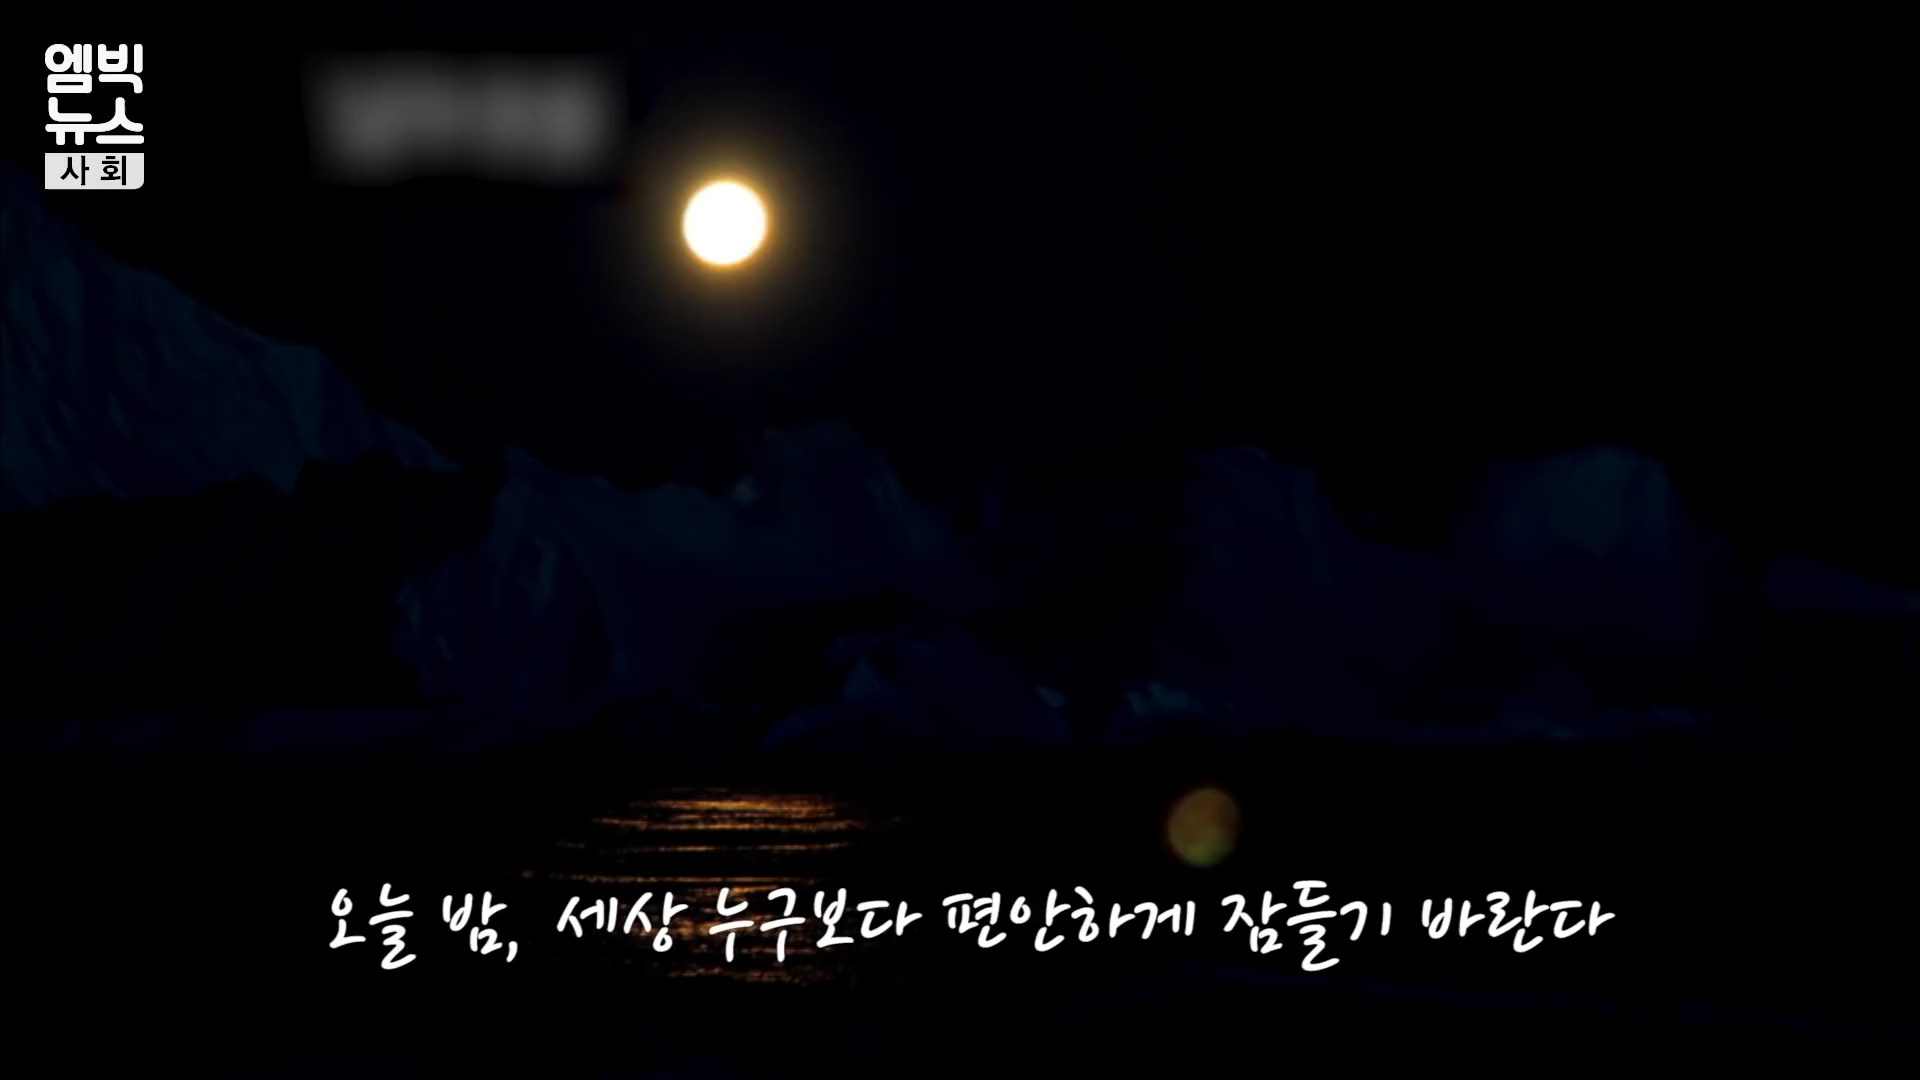 엠빅
뉴스
사회
오늘 밤, 세상 누구보다 편안하게 잠들기 바란다